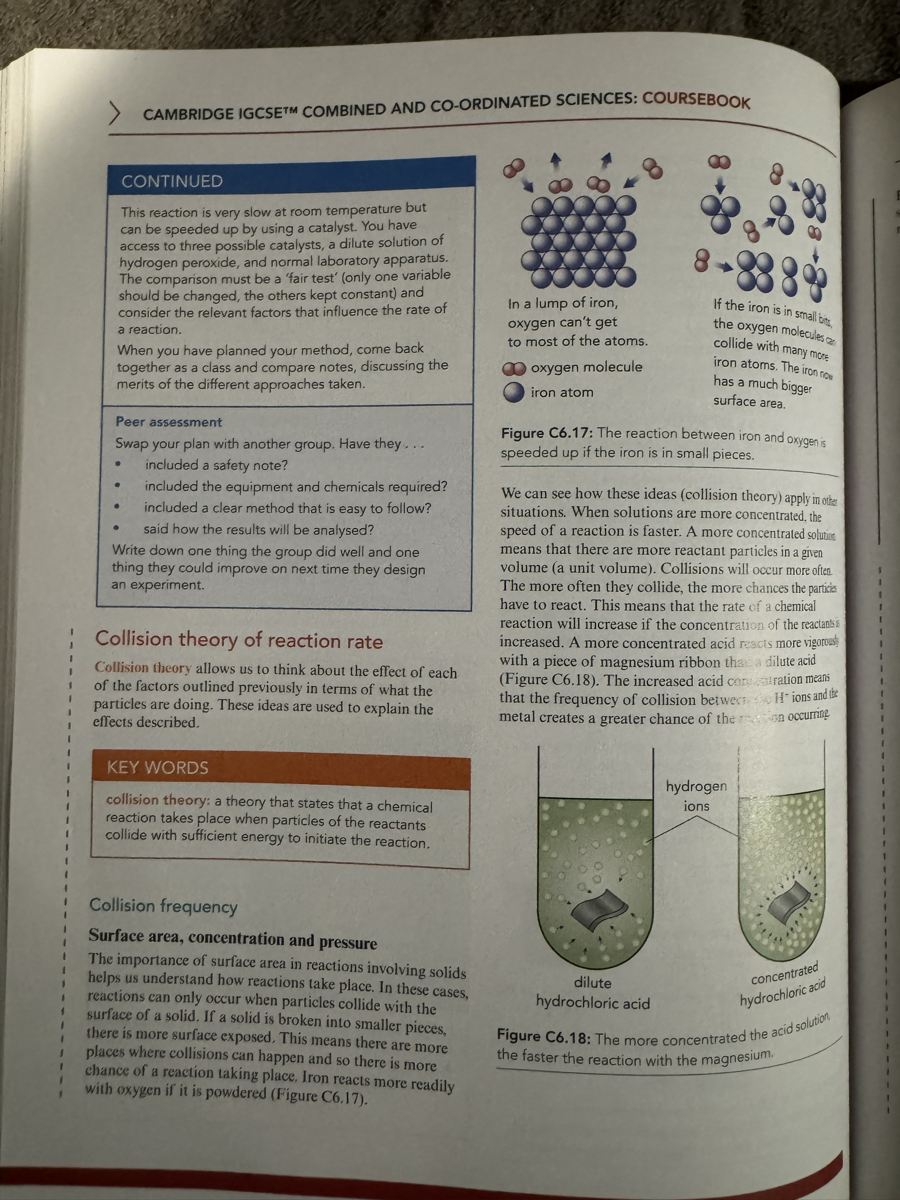 CAMBRIDGE IGCSE™ COMBINED AND CO-ORDINATED SCIENCES: COURSEBOOK
CONTINUED
This reaction is very slow at room temperature but
can be speeded up by using a catalyst. You have
access to three possible catalysts, a dilute solution of
hydrogen peroxide, and normal laboratory apparatus.
The comparison must be a 'fair test' (only one variable
should be changed, the others kept constant) and
consider the relevant factors that influence the rate of
a reaction.
When you have planned your method, come back
together as a class and compare notes, discussing the
merits of the different approaches taken.
Peer assessment
Swap your plan with another group. Have they . . .
• included a safety note?
• included the equipment and chemicals required?
• included a clear method that is easy to follow?
• said how the results will be analysed?
Write down one thing the group did well and one
thing they could improve on next time they design
an experiment.
Collision theory of reaction rate
Collision theory allows us to think about the effect of each
of the factors outlined previously in terms of what the
particles are doing. These ideas are used to explain the
effects described.
KEY WORDS
collision theory: a theory that states that a chemical
reaction takes place when particles of the reactants
collide with sufficient energy to initiate the reaction.
Collision frequency
Surface area, concentration and pressure
The importance of surface area in reactions involving solids
helps us understand how reactions take place. In these cases,
reactions can only occur when particles collide with the
surface of a solid. If a solid is broken into smaller pieces,
there is more surface exposed. This means there are more
places where collisions can happen and so there is more
chance of a reaction taking place. Iron reacts more readily
with oxygen if it is powdered (Figure C6.17).
In a lump of iron,
oxygen can't get
to most of the atoms.
oxygen molecule
iron atom
If the iron is in small bits,
the oxygen molecules can
collide with many more
iron atoms. The iron now
has a much bigger
surface area.
Figure C6.17: The reaction between iron and oxygen is
speeded up if the iron is in small pieces.
We can see how these ideas (collision theory) apply in other
situations. When solutions are more concentrated, the
speed of a reaction is faster. A more concentrated solution
means that there are more reactant particles in a given
volume (a unit volume). Collisions will occur more often.
The more often they collide, the more chances the particles
have to react. This means that the rate of a chemical
reaction will increase if the concentration of the reactants is
increased. A more concentrated acid reacts more vigorously
with a piece of magnesium ribbon than a dilute acid
(Figure C6.18). The increased acid concentration means
that the frequency of collision between H⁺ ions and the
metal creates a greater chance of the occurring.
hydrogen
ions
dilute
hydrochloric acid
concentrated
hydrochloric acid
Figure C6.18: The more concentrated the acid solution,
the faster the reaction with the magnesium.